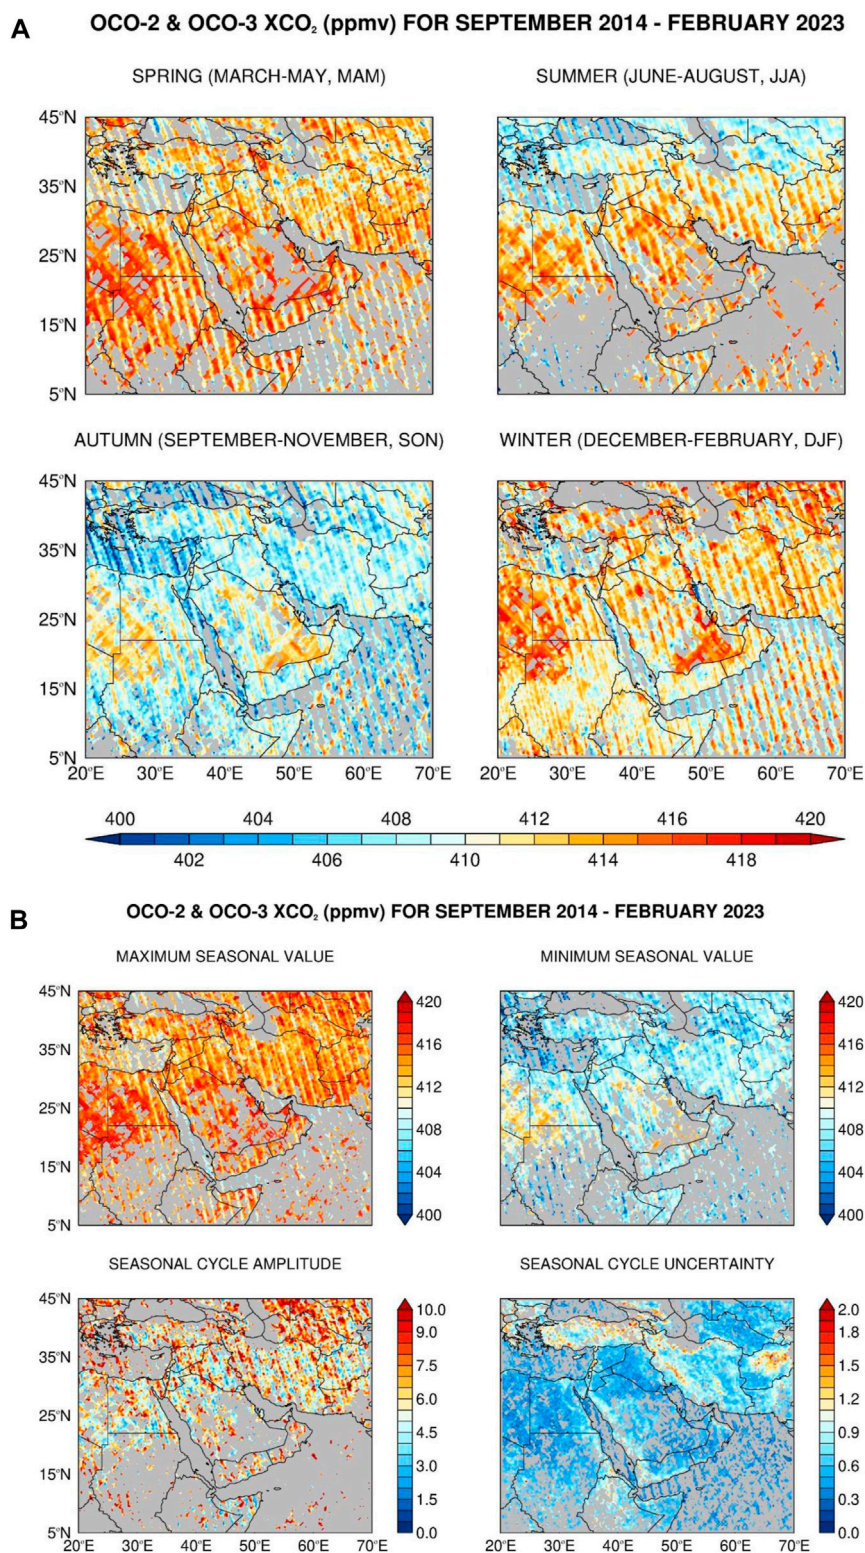 A
OCO-2 & OCO-3 XCO₂ (ppmv) FOR SEPTEMBER 2014 - FEBRUARY 2023
SPRING (MARCH-MAY, MAM)
SUMMER (JUNE-AUGUST, JJA)
45°N
35°N
25°N
15°N
5°N
AUTUMN (SEPTEMBER-NOVEMBER, SON)
WINTER (DECEMBER-FEBRUARY, DJF)
45°N
35°N
25°N
15°N
5°N
20°E 30°E 40°E 50°E 60°E 70°E
20°E 30°E 40°E 50°E 60°E 70°E
400 404 408 412 416 420
402 406 410 414 418
B
OCO-2 & OCO-3 XCO₂ (ppmv) FOR SEPTEMBER 2014 - FEBRUARY 2023
MAXIMUM SEASONAL VALUE
MINIMUM SEASONAL VALUE
45°N
35°N
25°N
15°N
5°N
420
416
412
408
404
400
420
416
412
408
404
400
SEASONAL CYCLE AMPLITUDE
SEASONAL CYCLE UNCERTAINTY
45°N
35°N
25°N
15°N
5°N
20°E 30°E 40°E 50°E 60°E 70°E
10.0
9.0
7.5
6.0
4.5
3.0
1.5
0.0
20°E 30°E 40°E 50°E 60°E 70°E
2.0
1.8
1.5
1.2
0.9
0.6
0.3
0.0